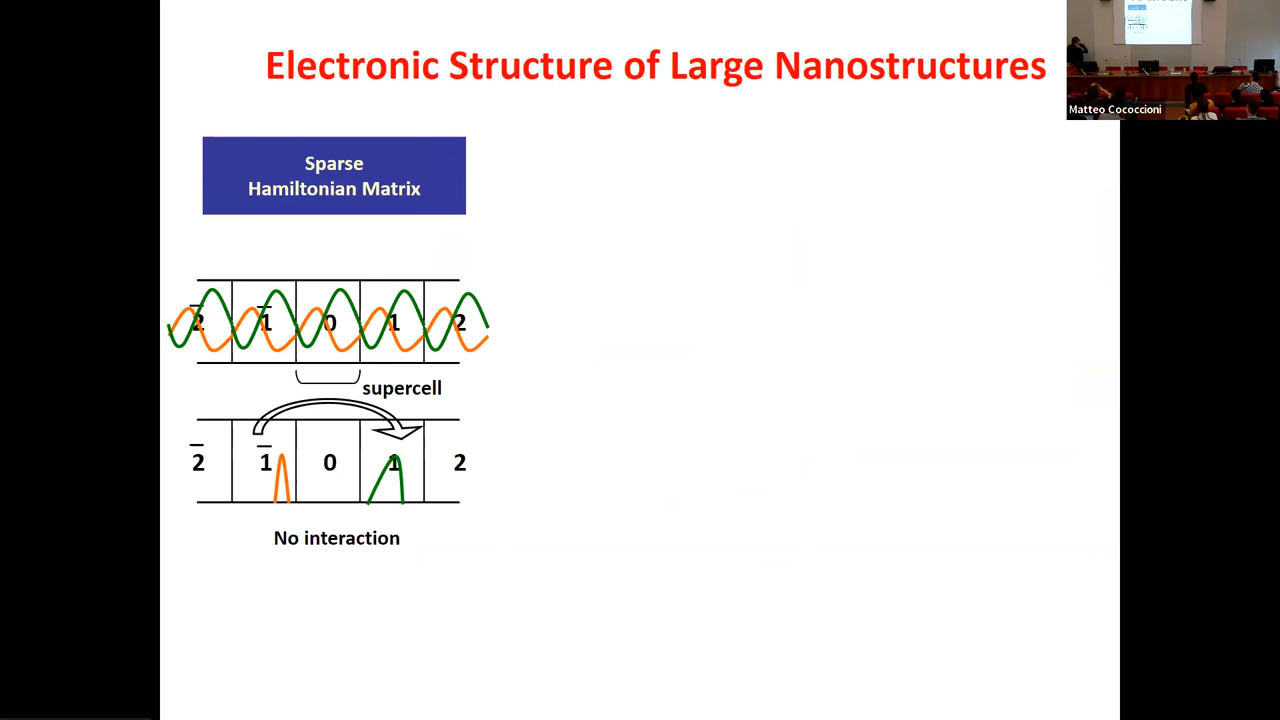 Electronic Structure of Large Nanostructures
Matteo Cococcioni
Sparse
Hamiltonian Matrix
2̅ 1̅ 0 1 2
supercell
2̅ 1̅ 0 1 2
No interaction